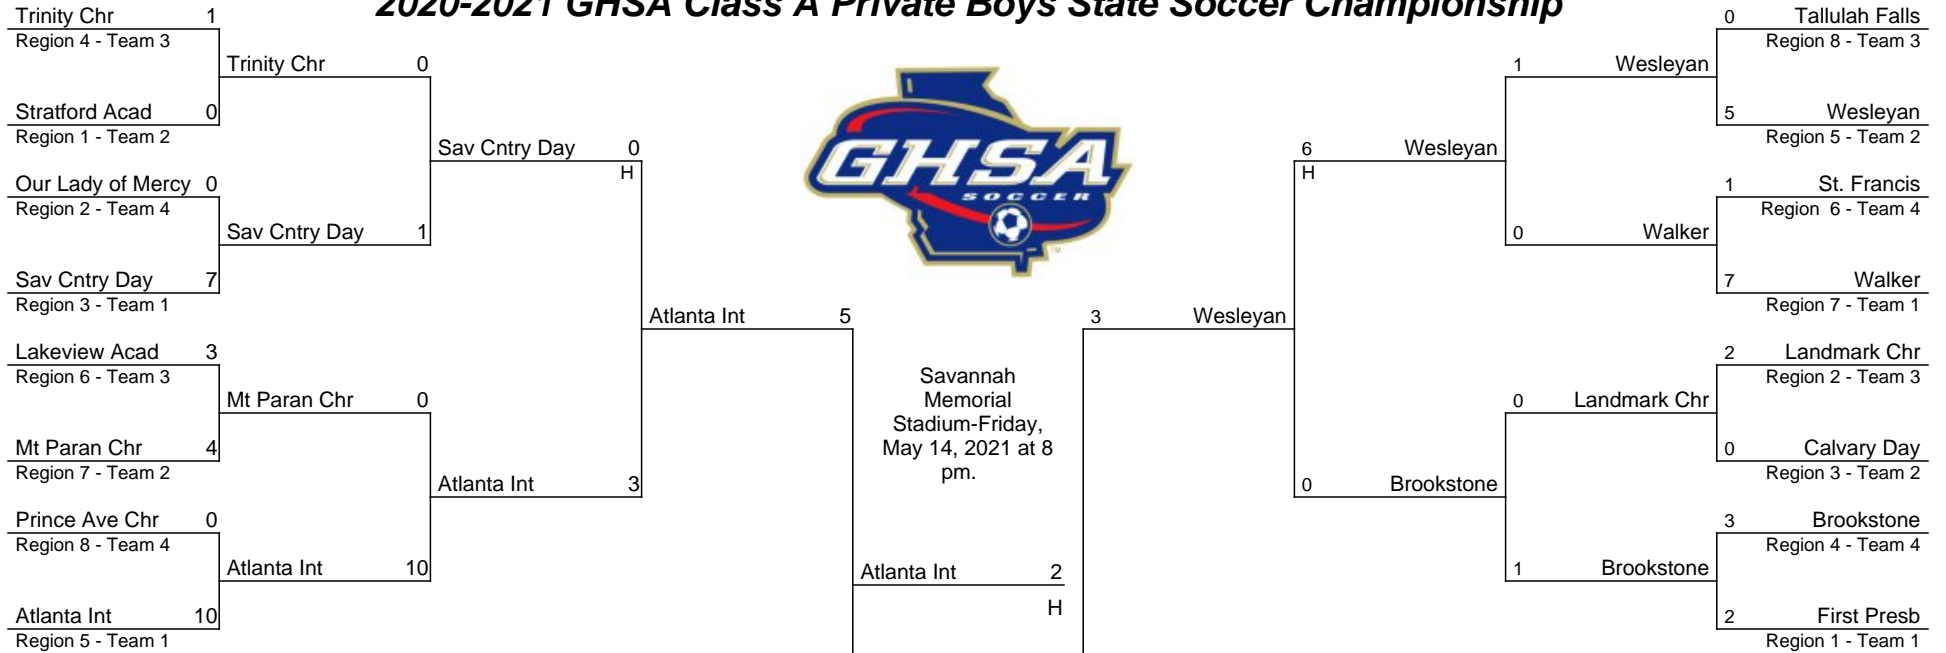 2020-2021 GHSA Class A Private Boys State Soccer Championship
Trinity Chr 1
Region 4 - Team 3
Stratford Acad 0
Region 1 - Team 2
Our Lady of Mercy 0
Region 2 - Team 4
Sav Cntry Day 7
Region 3 - Team 1
Lakeview Acad 3
Region 6 - Team 3
Mt Paran Chr 4
Region 7 - Team 2
Prince Ave Chr 0
Region 8 - Team 4
Atlanta Int 10
Region 5 - Team 1
Trinity Chr 0
Sav Cntry Day 1
Mt Paran Chr 0
Atlanta Int 10
Sav Cntry Day 0
H
Atlanta Int 3
Atlanta Int 5
GHSA
SOCCER
TM
Savannah
Memorial
Stadium-Friday,
May 14, 2021 at 8
pm.
Atlanta Int 2
H
3 Wesleyan
6 Wesleyan
H
0 Brookstone
1 Wesleyan
0 Walker
0 Landmark Chr
1 Brookstone
0 Tallulah Falls
Region 8 - Team 3
5 Wesleyan
Region 5 - Team 2
1 St. Francis
Region 6 - Team 4
7 Walker
Region 7 - Team 1
2 Landmark Chr
Region 2 - Team 3
0 Calvary Day
Region 3 - Team 2
3 Brookstone
Region 4 - Team 4
2 First Presb
Region 1 - Team 1